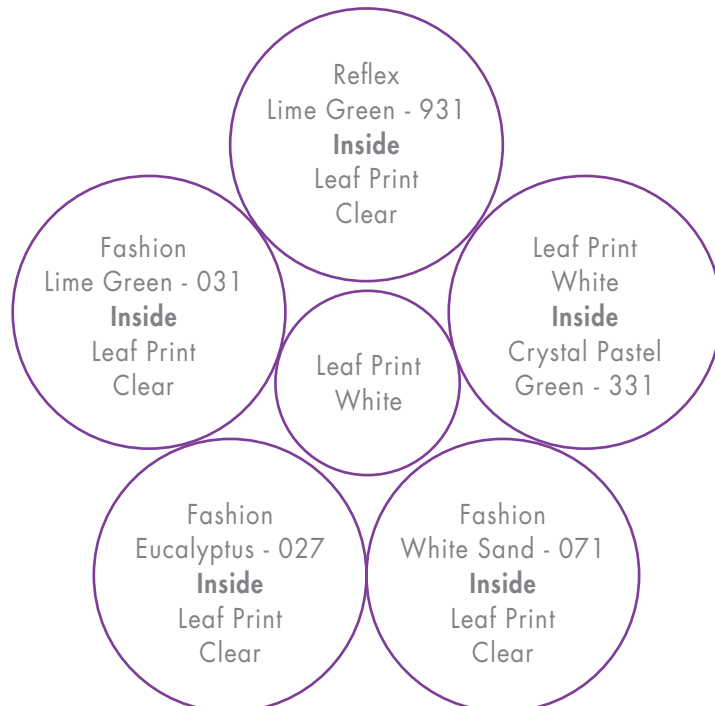 Reflex
Lime Green - 931
Inside
Leaf Print
Clear
Fashion
Lime Green - 031
Inside
Leaf Print
Clear
Leaf Print
White
Leaf Print
White
Inside
Crystal Pastel
Green - 331
Fashion
Eucalyptus - 027
Inside
Leaf Print
Clear
Fashion
White Sand - 071
Inside
Leaf Print
Clear